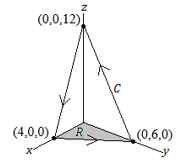 z
(0,0,12)
C
(4,0,0)
R
(0,6,0)
x
y